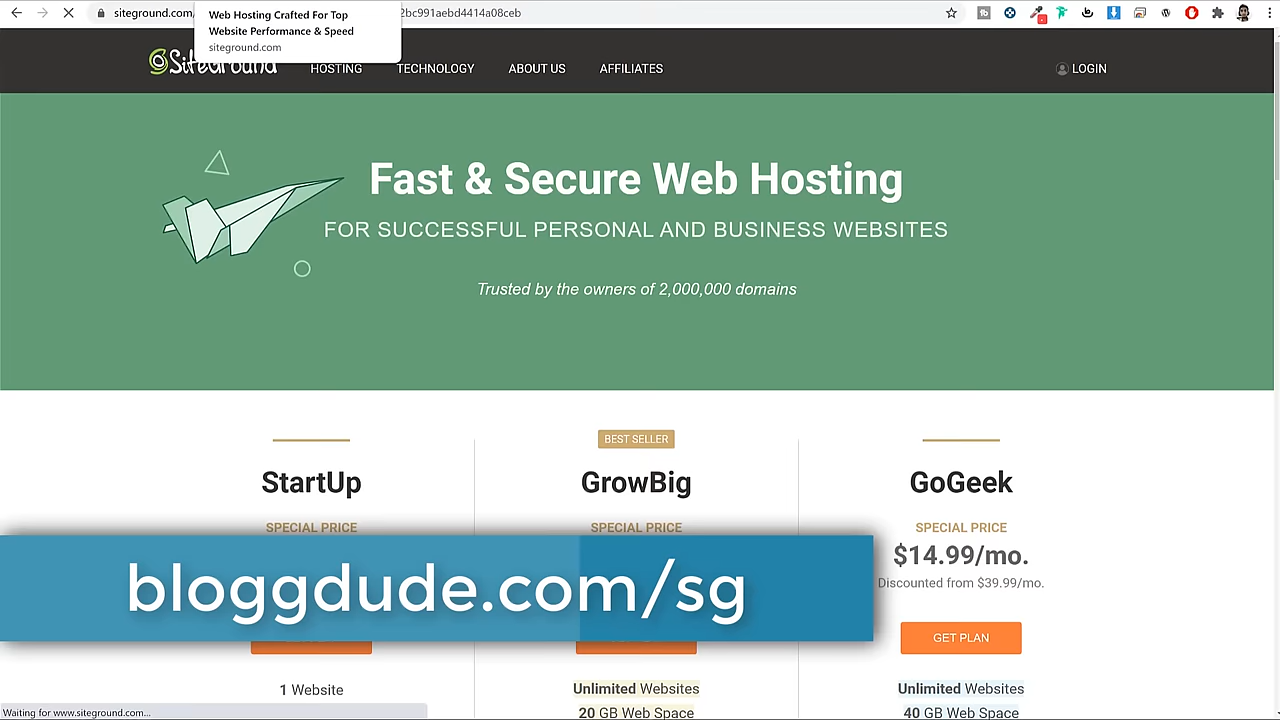 siteground.com
2bc991aebd4414a08ceb
Web Hosting Crafted For Top
Website Performance & Speed
siteground.com
SiteGround
HOSTING
TECHNOLOGY
ABOUT US
AFFILIATES
LOGIN
Fast & Secure Web Hosting
FOR SUCCESSFUL PERSONAL AND BUSINESS WEBSITES
Trusted by the owners of 2,000,000 domains
BEST SELLER
StartUp
GrowBig
GoGeek
SPECIAL PRICE
SPECIAL PRICE
SPECIAL PRICE
$14.99/mo.
Discounted from $39.99/mo.
bloggdude.com/sg
GET PLAN
1 Website
Unlimited Websites
Unlimited Websites
20 GB Web Space
40 GB Web Space
Waiting for www.siteground.com...